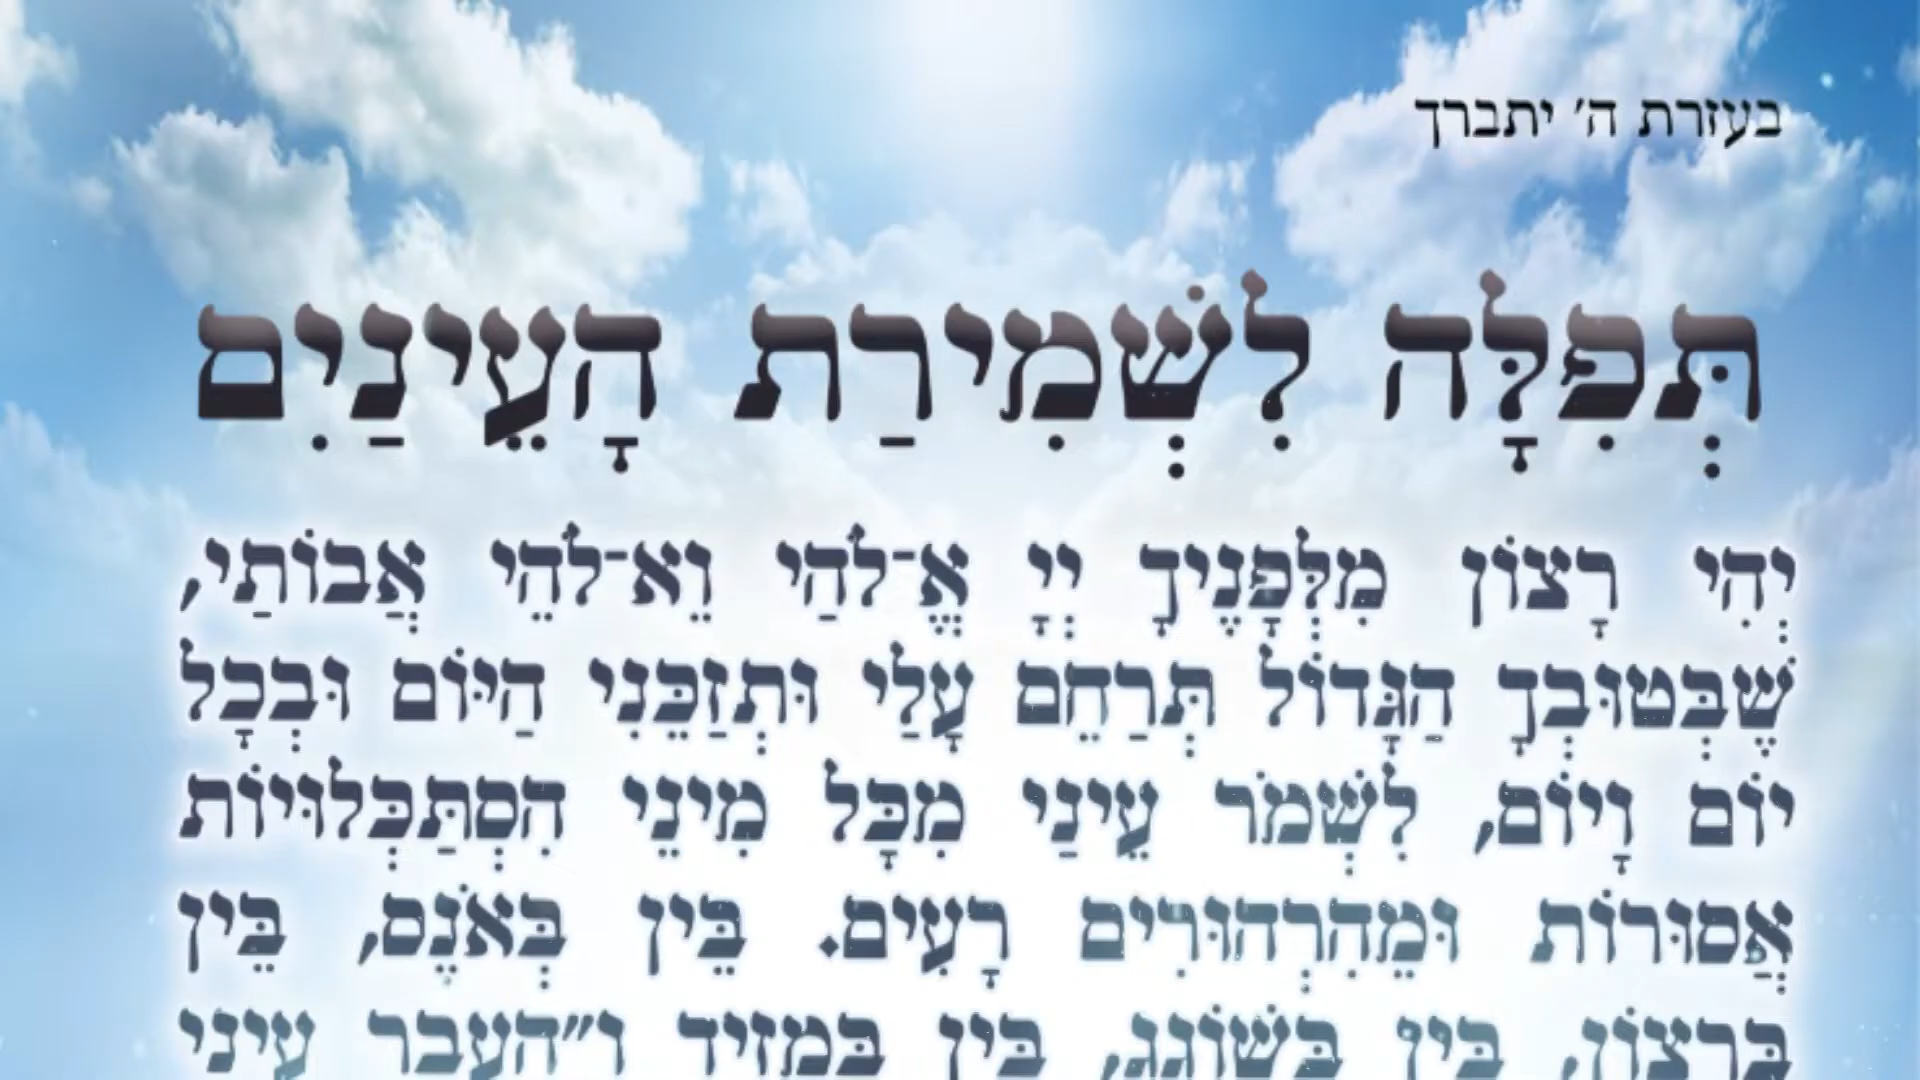 בעזרת ה׳ יתברך
תְּפִלָּה לִשְׁמִירַת הָעֵינַיִם
יְהִי רָצוֹן מִלְּפָנֶיךָ יְיָ אֱ־לֹהַי וֵא־לֹהֵי אֲבוֹתַי,
שֶׁבְּטוּבְךָ הַגָּדוֹל תְּרַחֵם עָלַי וּתְזַכֵּנִי הַיּוֹם וּבְכָל
יוֹם וָיוֹם, לִשְׁמֹר עֵינַי מִכָּל מִינֵי הִסְתַּכְּלוּיוֹת
אֲסוּרוֹת וּמֵהִרְהוּרִים רָעִים. בֵּין בְּאֹנֶס, בֵּין
בְּרָצוֹן, בֵּין בְּשׁוֹגֵג, בֵּין בְּמֵזִיד ו״הַעֲבֵר עֵינַי